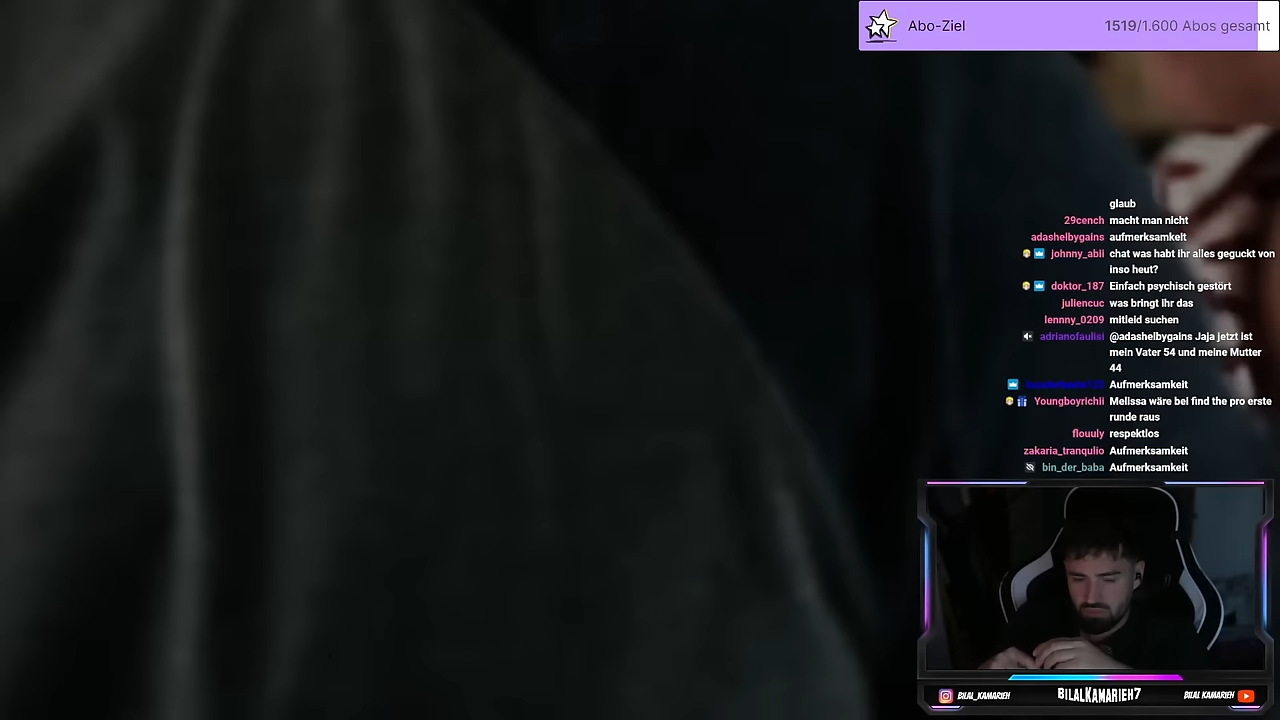 Abo-Ziel 1519/1.600 Abos gesamt
glaub
29cench macht man nicht
adashelbygains aufmerksamkeit
johnny_abii chat was habt ihr alles geguckt von
inso heut?
doktor_187 Einfach psychisch gestört
juliencuc was bringt ihr das
lennny_0209 mitleid suchen
adrianofaulisi @adashelbygains Jaja jetzt ist
mein Vater 54 und meine Mutter
44
Aufmerksamkeit
Youngboyrichii Melissa wäre bei find the pro erste
runde raus
flouuly respektlos
zakaria_tranquilo Aufmerksamkeit
bin_der_baba Aufmerksamkeit
BILAL_KAMARIEH BILALKAMARIEH7 BILAL KAMARIEH